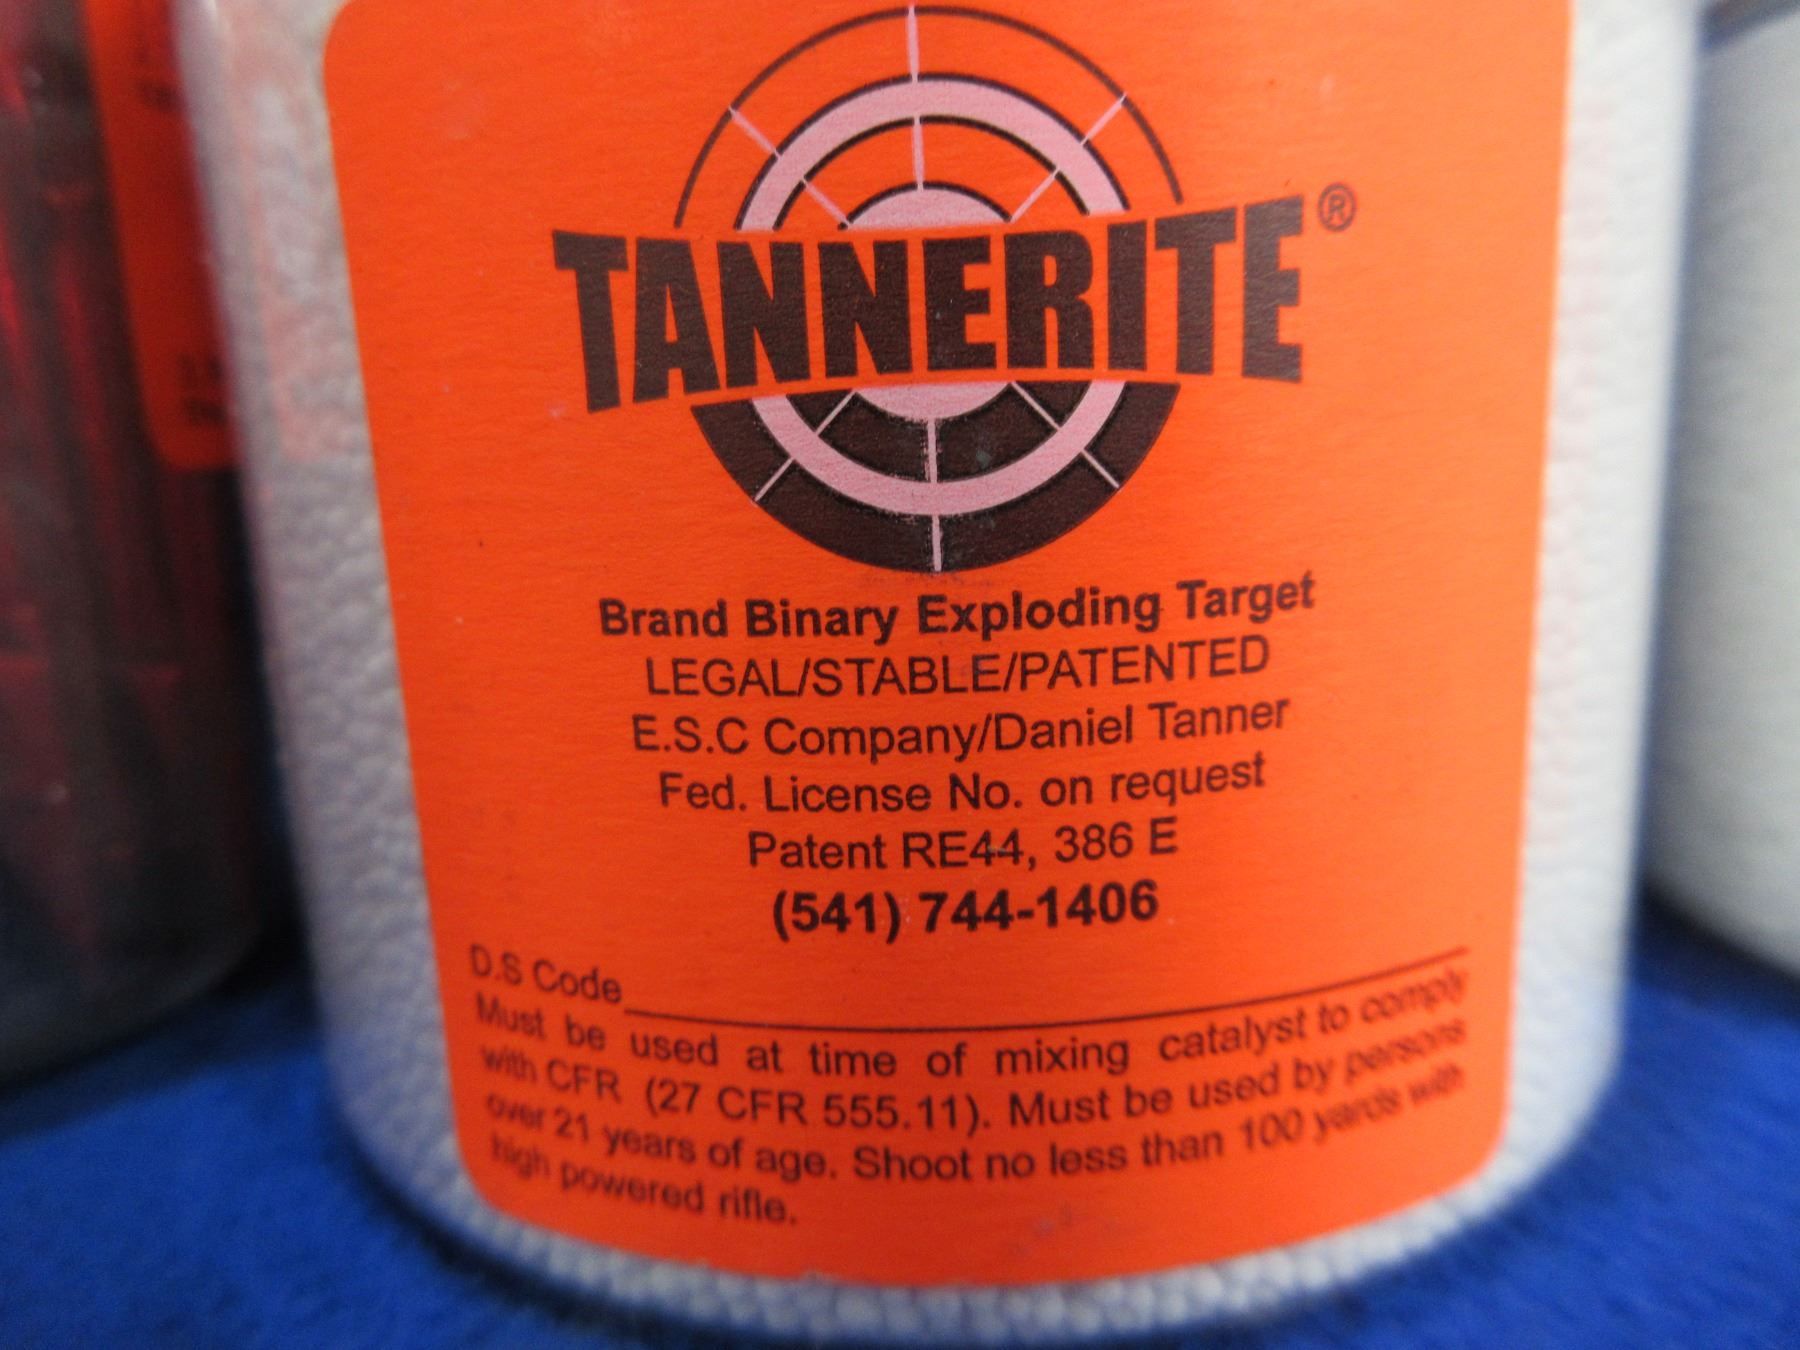 TANNERITE®
Brand Binary Exploding Target
LEGAL/STABLE/PATENTED
E.S.C Company/Daniel Tanner
Fed. License No. on request
Patent RE44, 386 E
(541) 744-1406
D.S Code
Must be used at time of mixing catalyst to comply
with CFR (27 CFR 555.11). Must be used by persons
over 21 years of age. Shoot no less than 100 yards with
high powered rifle.